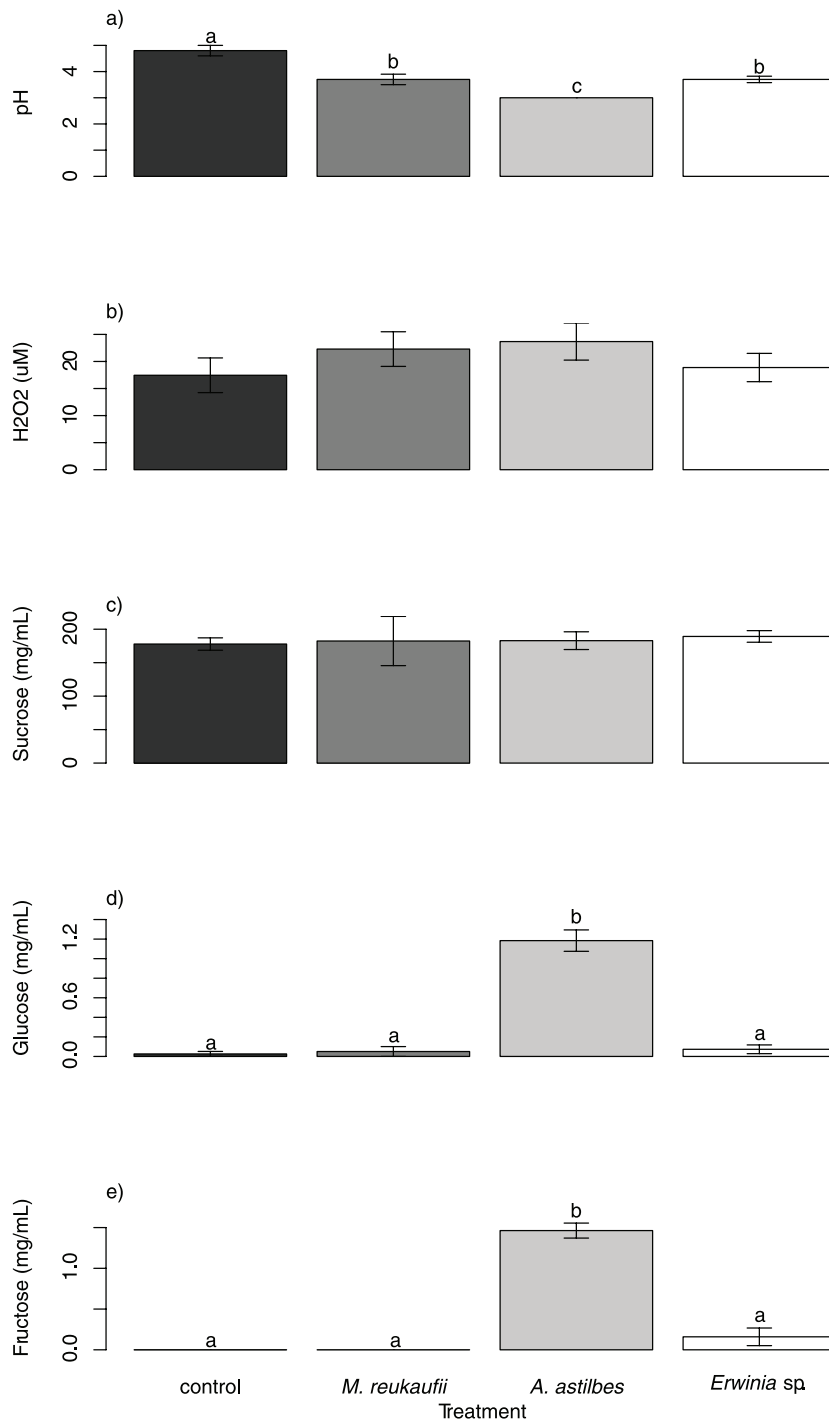 a)
pH
0
2
4
a
b
c
b
b)
H2O2 (uM)
0
10
20
c)
Sucrose (mg/mL)
0
100
200
d)
Glucose (mg/mL)
0.0
0.6
1.2
a
a
b
a
e)
Fructose (mg/mL)
0.0
1.0
a
a
b
a
control M. reukaufii A. astilbes Erwinia sp.
Treatment